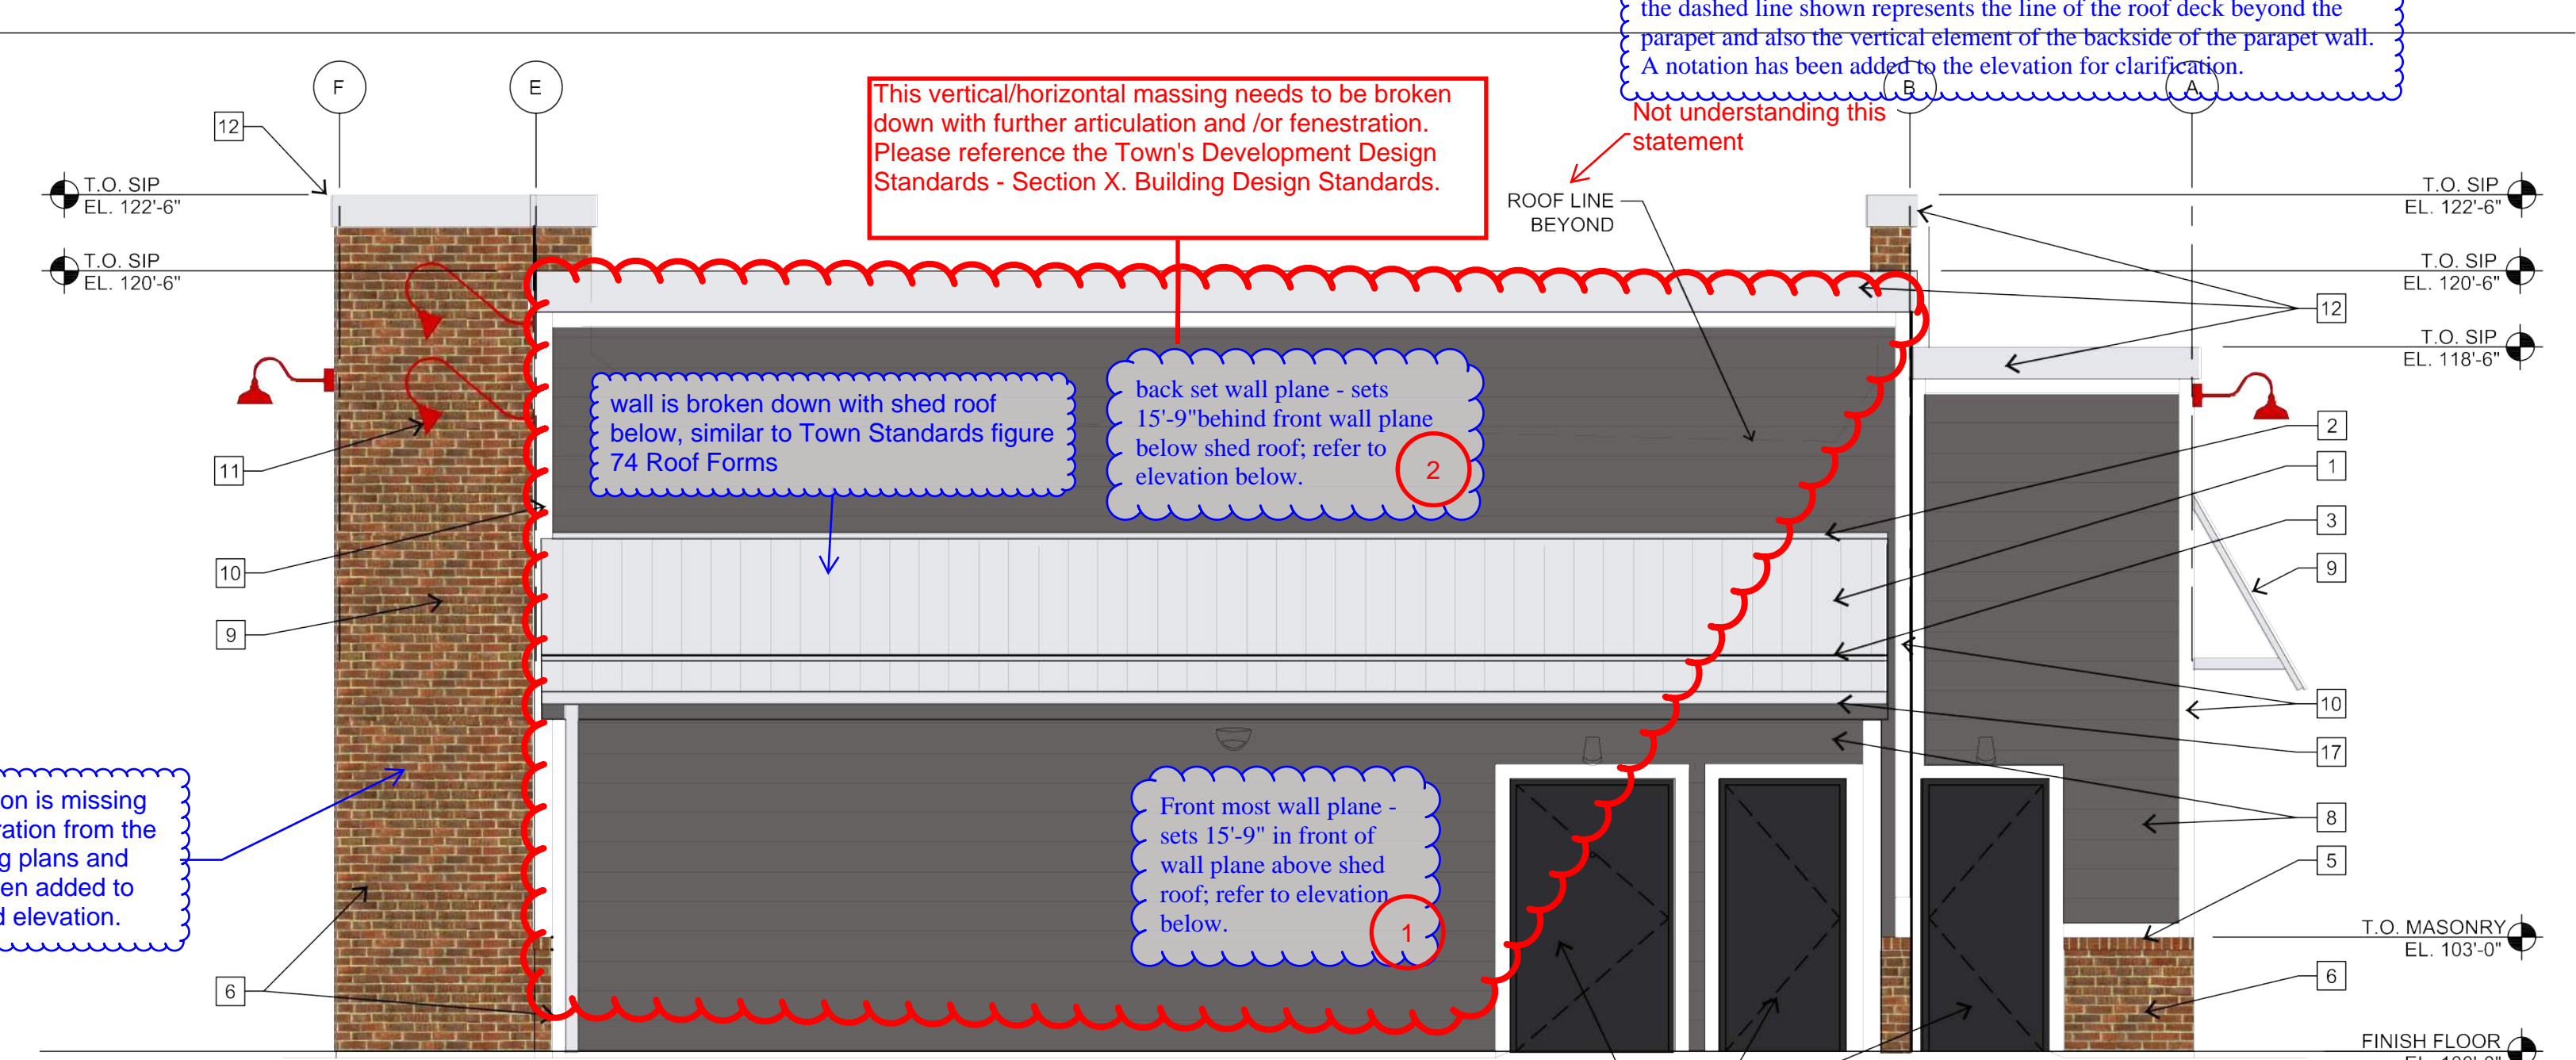 the dashed line shown represents the line of the roof deck beyond the
parapet and also the vertical element of the backside of the parapet wall.
A notation has been added to the elevation for clarification.
F
E
B
A
This vertical/horizontal massing needs to be broken
down with further articulation and /or fenestration.
Please reference the Town's Development Design
Standards - Section X. Building Design Standards.
Not understanding this
statement
12
T.O. SIP
EL. 122'-6"
T.O. SIP
EL. 120'-6"
ROOF LINE
BEYOND
T.O. SIP
EL. 122'-6"
T.O. SIP
EL. 120'-6"
12
T.O. SIP
EL. 118'-6"
wall is broken down with shed roof
below, similar to Town Standards figure
74 Roof Forms
back set wall plane - sets
15'-9"behind front wall plane
below shed roof; refer to
elevation below.
2
11
10
9
6
2
1
3
9
10
17
8
5
6
on is missing
ration from the
g plans and
en added to
d elevation.
Front most wall plane -
sets 15'-9" in front of
wall plane above shed
roof; refer to elevation
below.
1
T.O. MASONRY
EL. 103'-0"
FINISH FLOOR